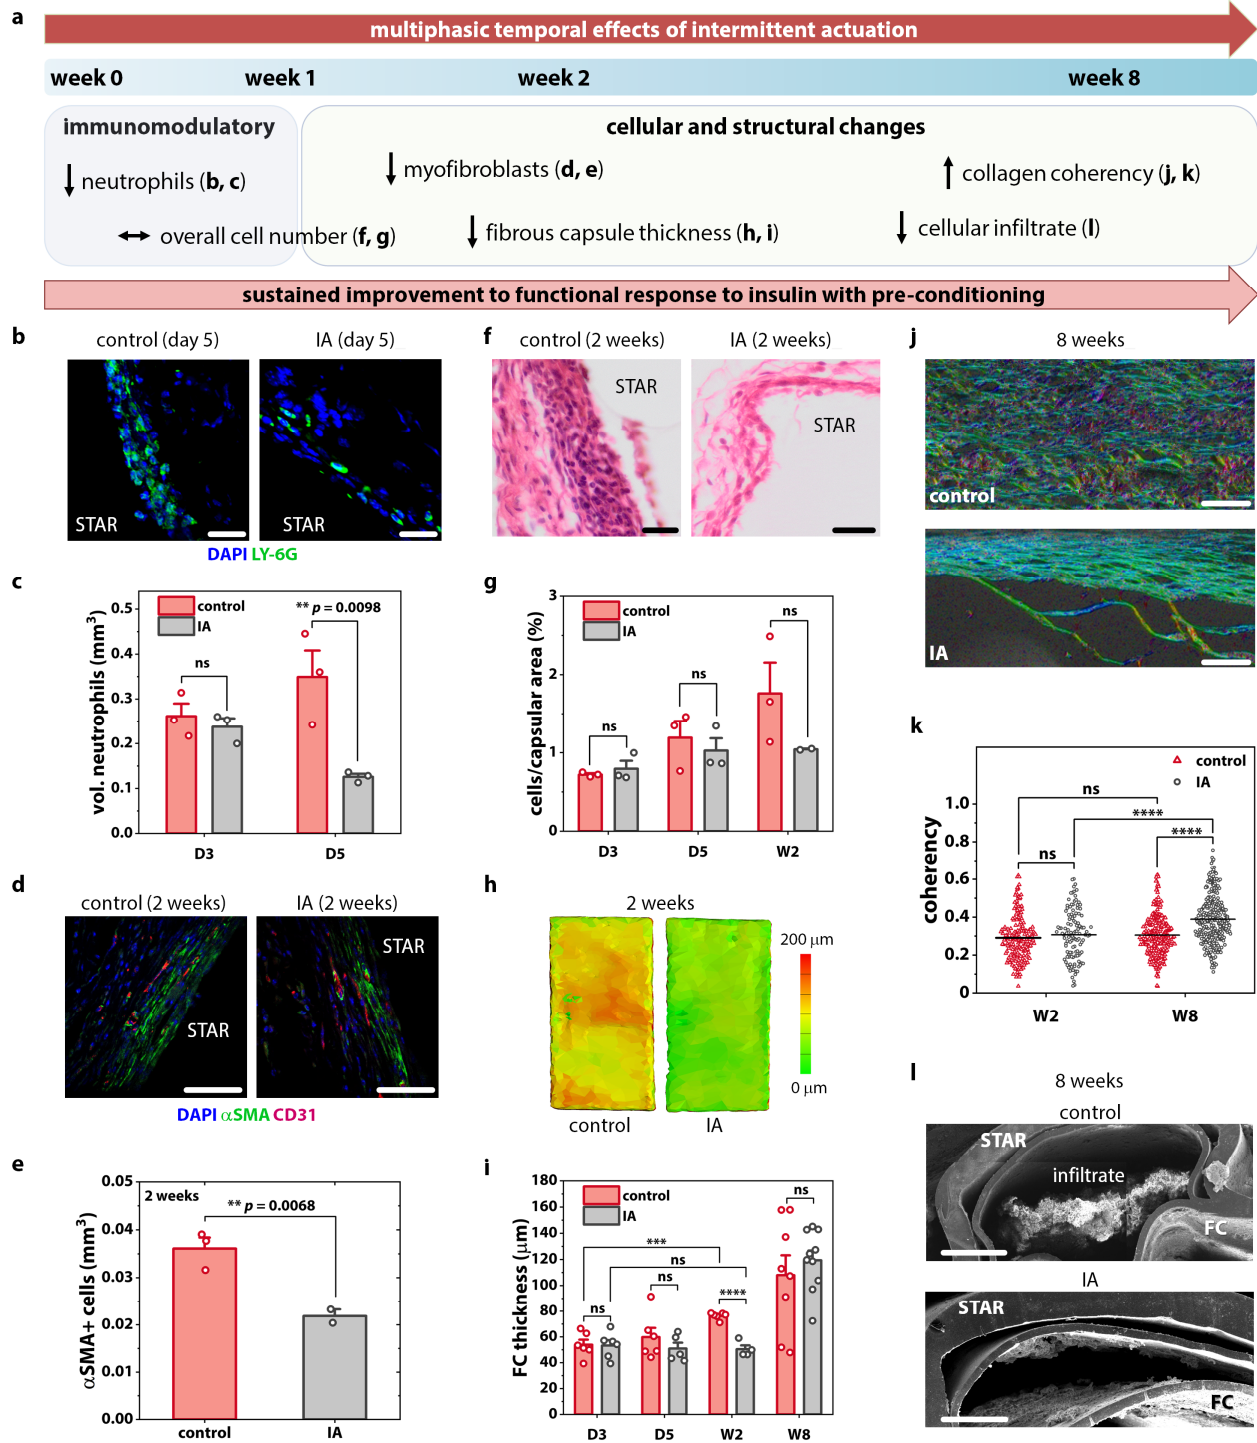 a
multiphasic temporal effects of intermittent actuation
week 0 week 1 week 2 week 8
immunomodulatory
cellular and structural changes
↓ neutrophils (b, c)
↓ myofibroblasts (d, e)
↑ collagen coherency (j, k)
↔ overall cell number (f, g)
↓ fibrous capsule thickness (h, i)
↓ cellular infiltrate (l)
sustained improvement to functional response to insulin with pre-conditioning
b
control (day 5) IA (day 5)
STAR
STAR
DAPI LY-6G
c
vol. neutrophils (mm³)
0.5
0.4
0.3
0.2
0.1
0.0
control
IA
ns
** p = 0.0098
D3 D5
d
control (2 weeks) IA (2 weeks)
STAR
STAR
DAPI αSMA CD31
e
αSMA+ cells (mm³)
0.05
0.04
0.03
0.02
0.01
0.00
2 weeks
** p = 0.0068
control IA
f
control (2 weeks) IA (2 weeks)
STAR
STAR
g
cells/capsular area (%)
3
2
1
0
control
IA
ns
ns
ns
D3 D5 W2
h
2 weeks
200 μm
0 μm
control IA
i
FC thickness (μm)
180
160
140
120
100
80
60
40
20
0
control
IA
ns
***
ns
ns
****
ns
D3 D5 W2 W8
j
8 weeks
control
IA
k
coherency
1.0
0.8
0.6
0.4
0.2
0
control
IA
ns
****
****
ns
W2 W8
l
8 weeks
control
STAR
infiltrate
FC
IA
STAR
FC